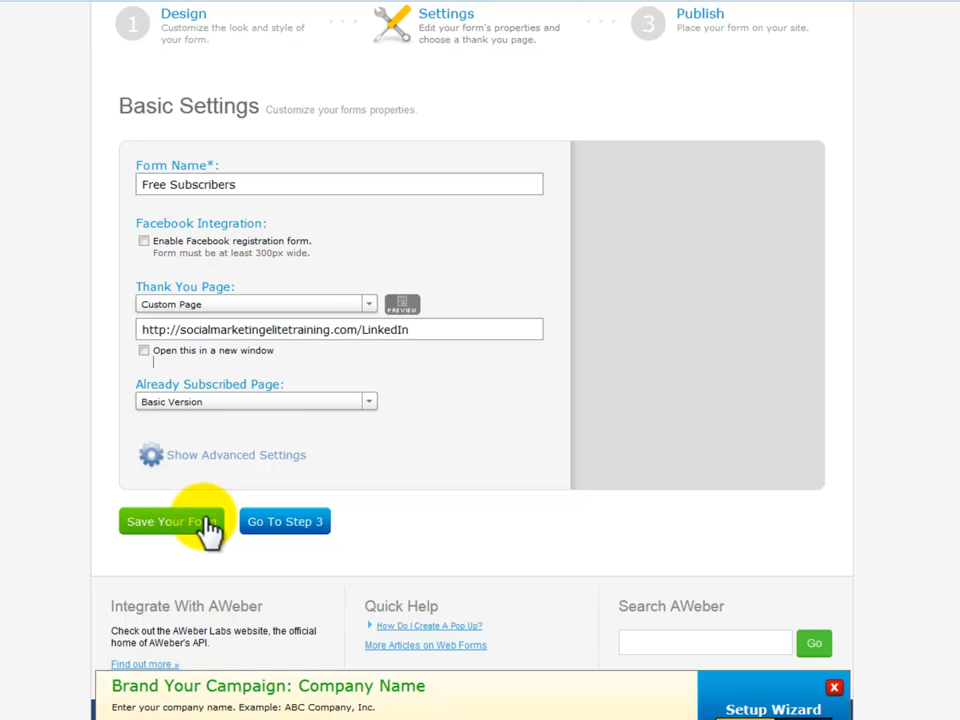 1
Design
Customize the look and style of
your form.
Settings
Edit your form's properties and
choose a thank you page.
3
Publish
Place your form on your site.
Basic Settings Customize your forms properties.
Form Name*:
Free Subscribers
Facebook Integration:
Enable Facebook registration form.
Form must be at least 300px wide.
Thank You Page:
Custom Page
PREVIEW
http://socialmarketingelitetraining.com/LinkedIn
Open this in a new window
Already Subscribed Page:
Basic Version
Show Advanced Settings
Save Your Form
Go To Step 3
Integrate With AWeber
Check out the AWeber Labs website, the official
home of AWeber's API.
Find out more »
Quick Help
How Do I Create A Pop Up?
More Articles on Web Forms
Search AWeber
Go
Brand Your Campaign: Company Name
Enter your company name. Example: ABC Company, Inc.
X
Setup Wizard